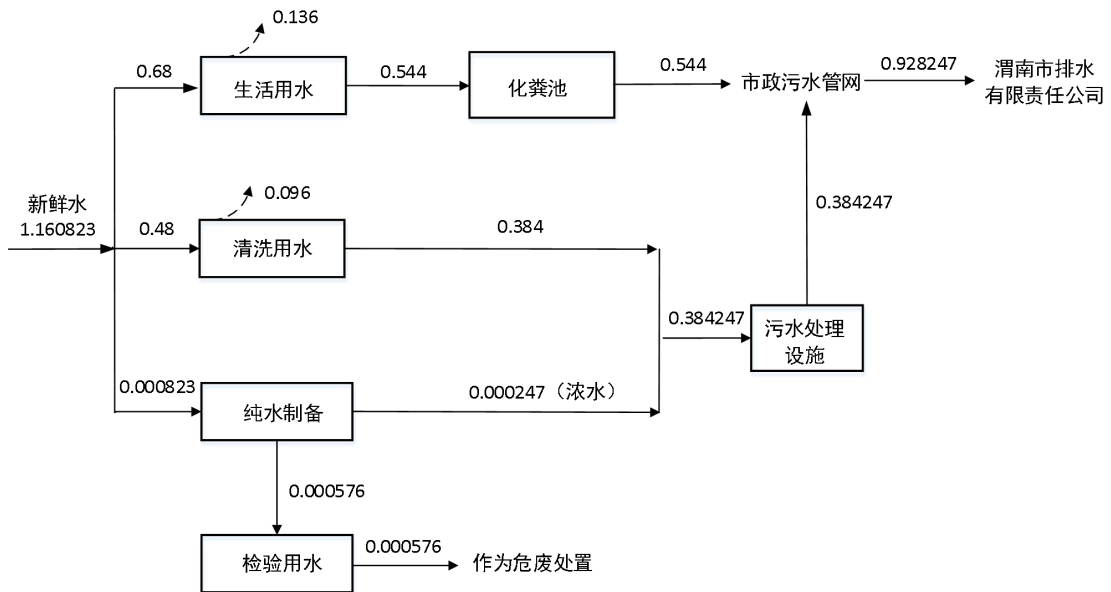 0.136
0.68
生活用水
0.544
化粪池
0.544
市政污水管网
0.928247
渭南市排水
有限责任公司
新鲜水
1.160823
0.096
0.48
清洗用水
0.384
0.384247
0.384247
污水处理
设施
0.000823
纯水制备
0.000247（浓水）
0.000576
检验用水
0.000576
作为危废处置